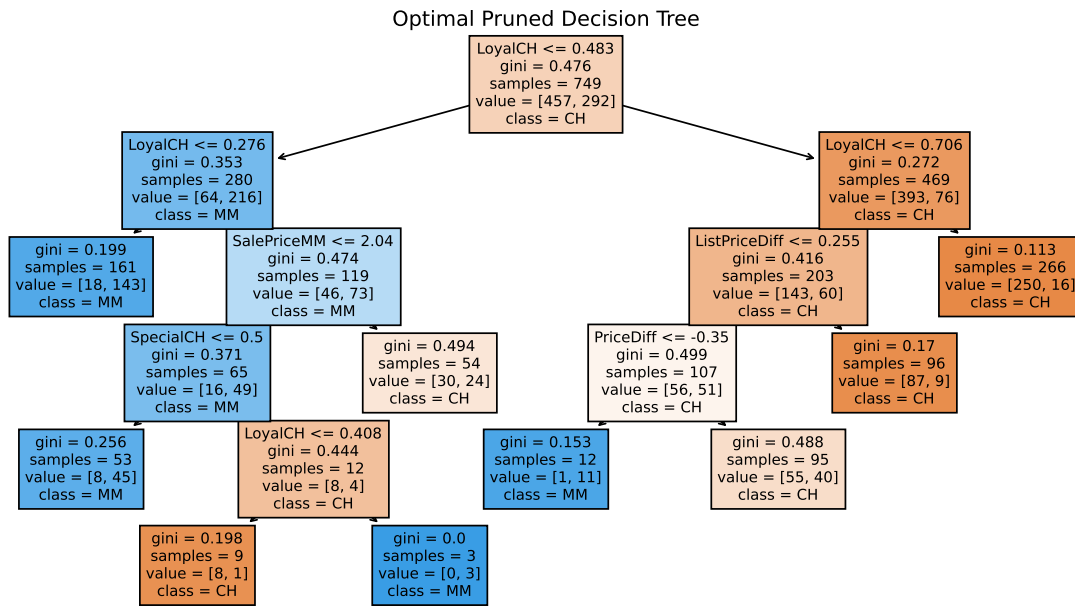 Optimal Pruned Decision Tree
LoyalCH <= 0.483
gini = 0.476
samples = 749
value = [457, 292]
class = CH
LoyalCH <= 0.276
gini = 0.353
samples = 280
value = [64, 216]
class = MM
LoyalCH <= 0.706
gini = 0.272
samples = 469
value = [393, 76]
class = CH
gini = 0.199
samples = 161
value = [18, 143]
class = MM
SalePriceMM <= 2.04
gini = 0.474
samples = 119
value = [46, 73]
class = MM
ListPriceDiff <= 0.255
gini = 0.416
samples = 203
value = [143, 60]
class = CH
gini = 0.113
samples = 266
value = [250, 16]
class = CH
SpecialCH <= 0.5
gini = 0.371
samples = 65
value = [16, 49]
class = MM
gini = 0.494
samples = 54
value = [30, 24]
class = CH
PriceDiff <= -0.35
gini = 0.499
samples = 107
value = [56, 51]
class = CH
gini = 0.17
samples = 96
value = [87, 9]
class = CH
gini = 0.256
samples = 53
value = [8, 45]
class = MM
LoyalCH <= 0.408
gini = 0.444
samples = 12
value = [8, 4]
class = CH
gini = 0.153
samples = 12
value = [1, 11]
class = MM
gini = 0.488
samples = 95
value = [55, 40]
class = CH
gini = 0.198
samples = 9
value = [8, 1]
class = CH
gini = 0.0
samples = 3
value = [0, 3]
class = MM